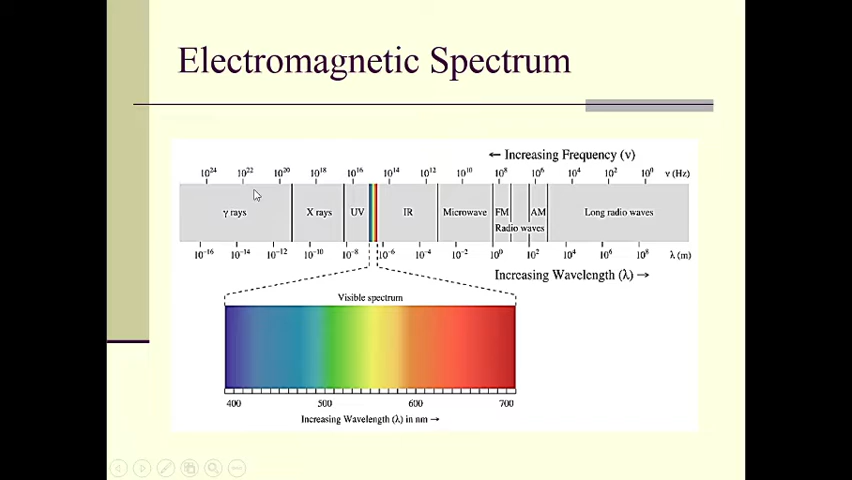 Electromagnetic Spectrum
← Increasing Frequency (ν)
10²⁴ 10²² 10²⁰ 10¹⁸ 10¹⁶ 10¹⁴ 10¹² 10¹⁰ 10⁸ 10⁶ 10⁴ 10² 10⁰ ν (Hz)
γ rays X rays UV IR Microwave FM AM Long radio waves
Radio waves
10⁻¹⁶ 10⁻¹⁴ 10⁻¹² 10⁻¹⁰ 10⁻⁸ 10⁻⁶ 10⁻⁴ 10⁻² 10⁰ 10² 10⁴ 10⁶ 10⁸ λ (m)
Increasing Wavelength (λ) →
Visible spectrum
400 500 600 700
Increasing Wavelength (λ) in nm →